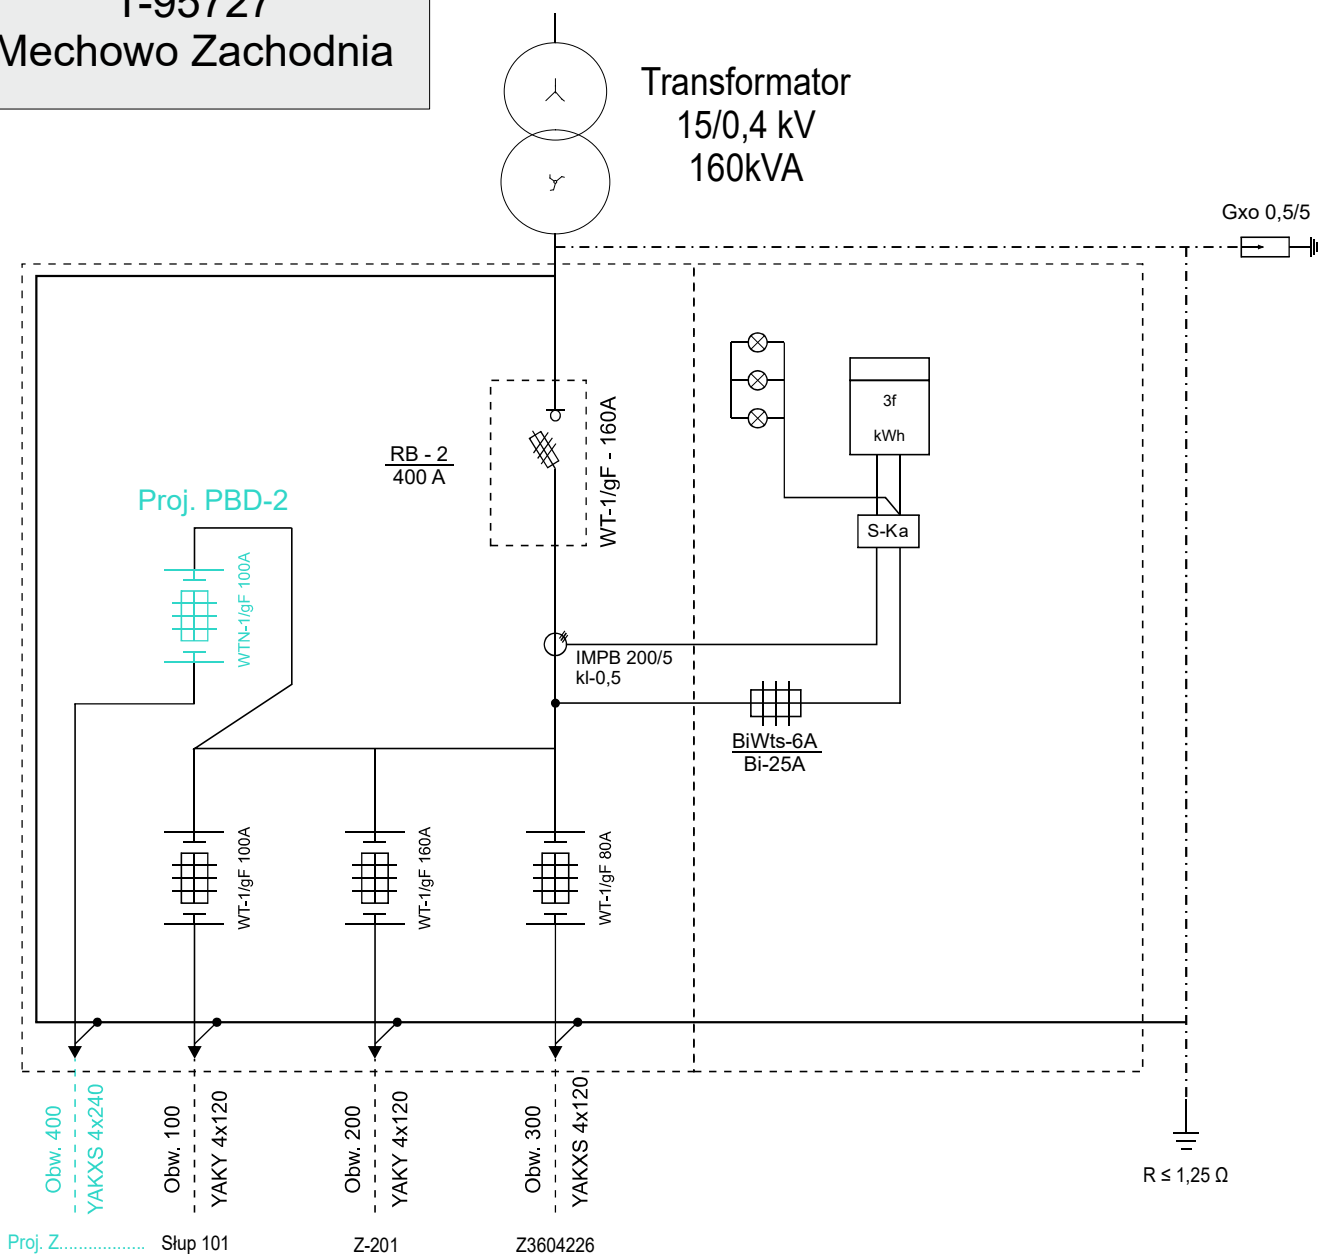 T-95727
Mechowo Zachodnia
Transformator
15/0,4 kV
160kVA
Gxo 0,5/5
RB - 2
400 A
WT-1/gF - 160A
3f
kWh
S-Ka
Proj. PBD-2
WTN-1/gF 100A
IMPB 200/5
kl-0,5
BiWts-6A
Bi-25A
WT-1/gF 100A
WT-1/gF 160A
WT-1/gF 80A
Obw. 400
YAKXS 4x240
Obw. 100
YAKY 4x120
Obw. 200
YAKY 4x120
Obw. 300
YAKXS 4x120
R ≤ 1,25 Ω
Proj. Z..................
Słup 101
Z-201
Z3604226